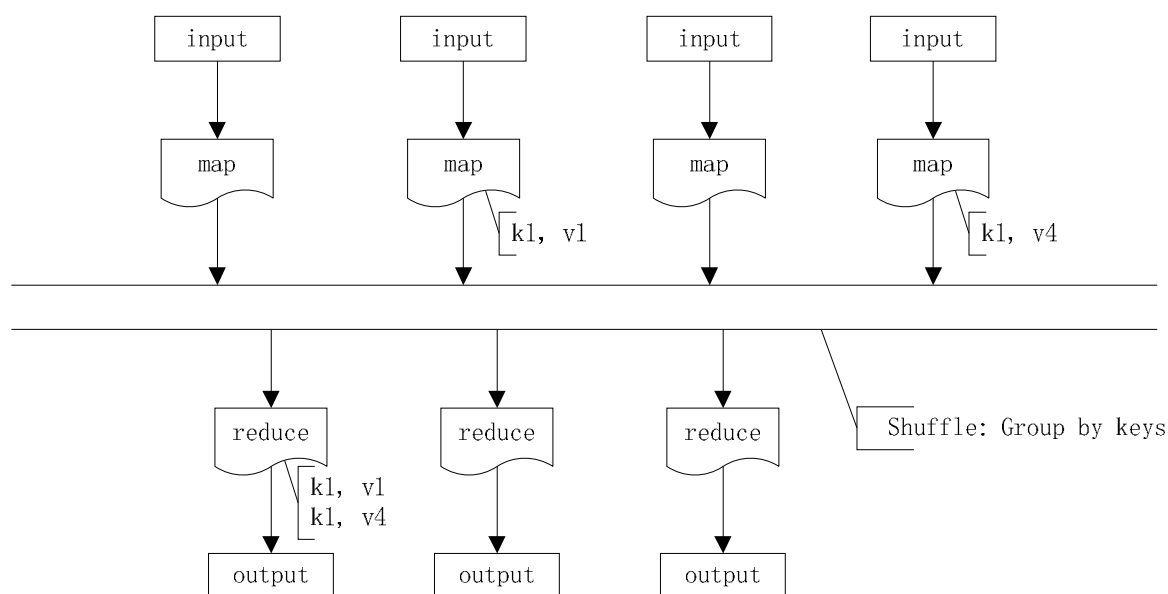 input
input
input
input
map
map
map
map
k1, v1
k1, v4
reduce
reduce
reduce
Shuffle: Group by keys
k1, v1
k1, v4
output
output
output